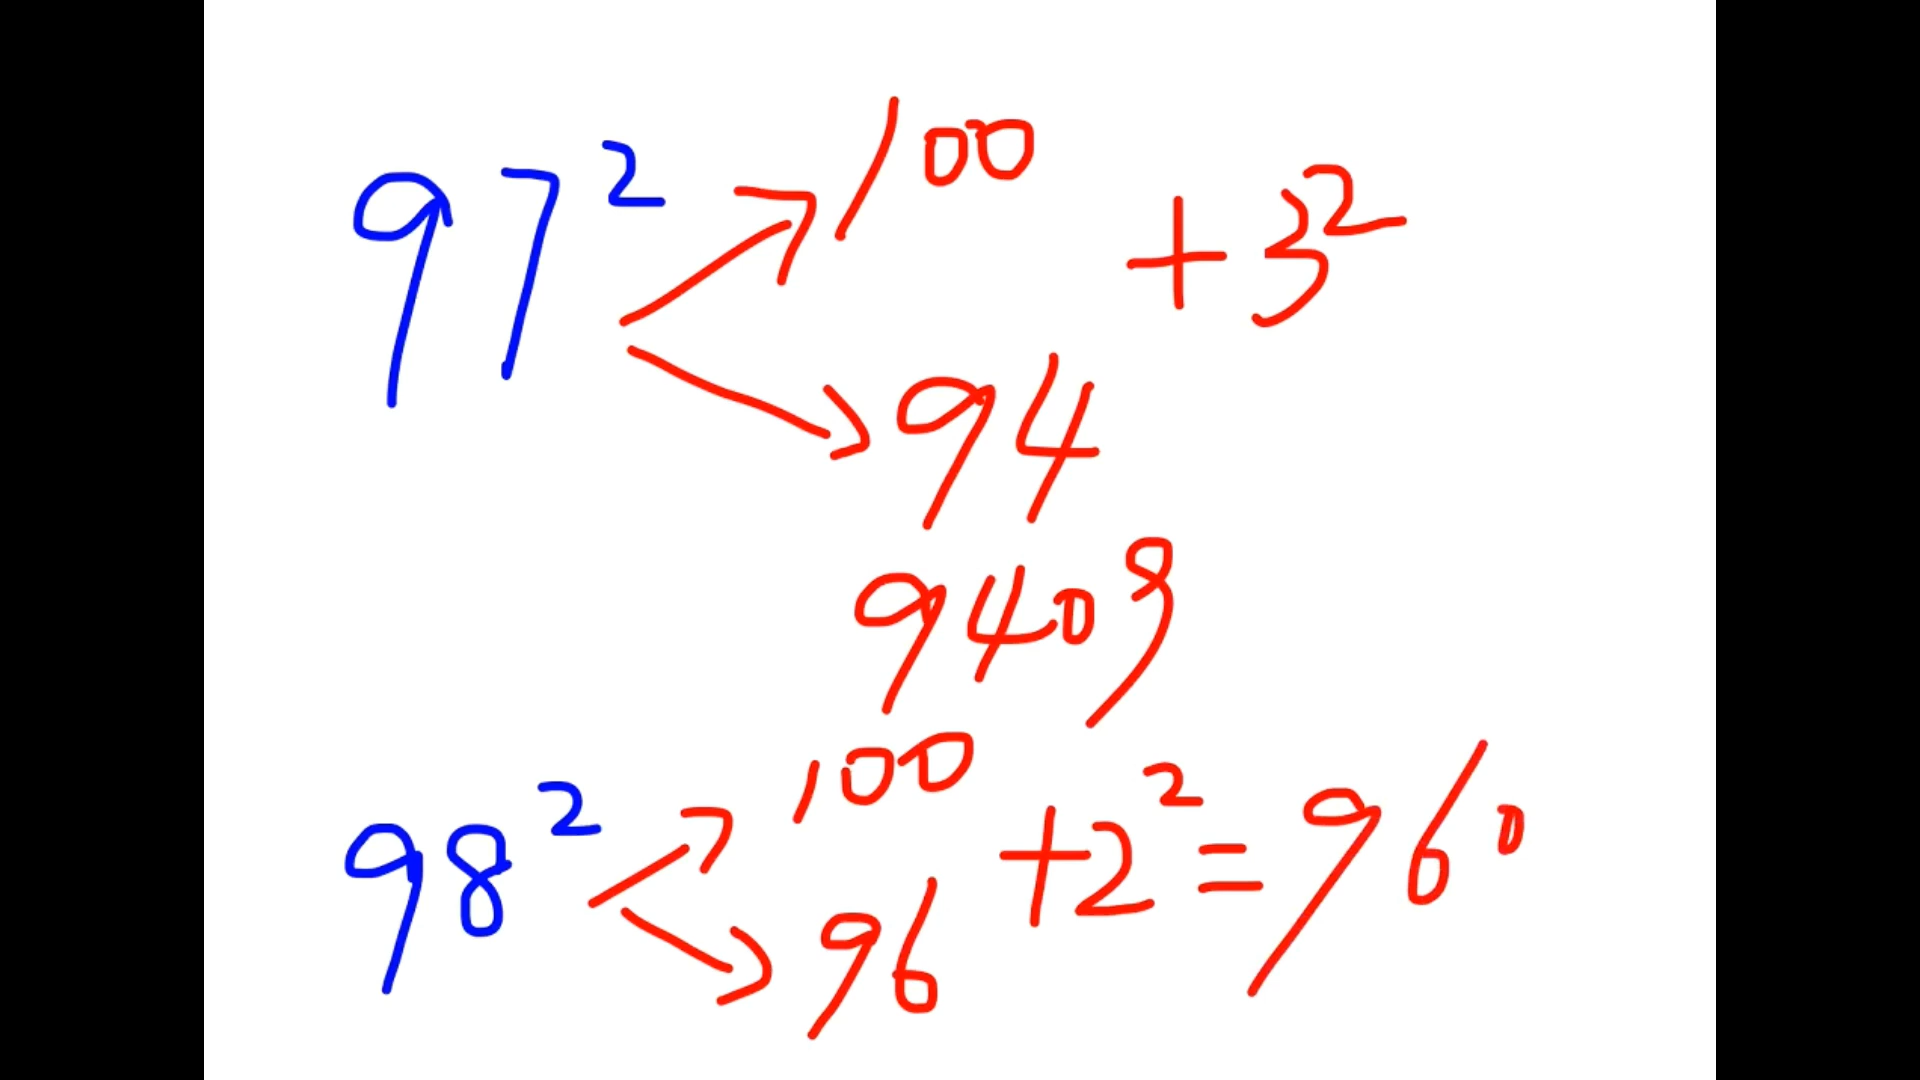 97² 100 + 3²
94
9409
98² 100 + 2² = 960
96